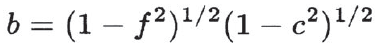 b = (1 − f²)^{1/2}(1 − c²)^{1/2}